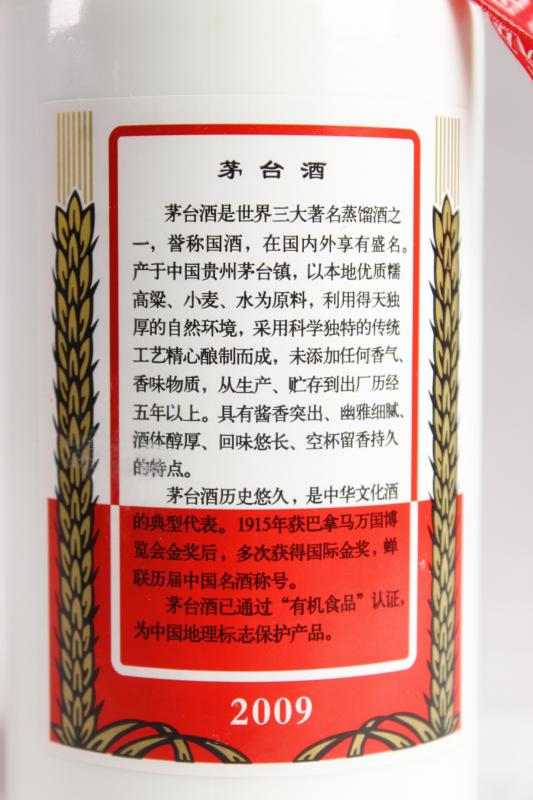 茅台酒
茅台酒是世界三大著名蒸馏酒之
一，誉称国酒，在国内外享有盛名。
产于中国贵州茅台镇，以本地优质糯
高粱、小麦、水为原料，利用得天独
厚的自然环境，采用科学独特的传统
工艺精心酿制而成，未添加任何香气、
香味物质，从生产、贮存到出厂历经
五年以上。具有酱香突出、幽雅细腻、
酒体醇厚、回味悠长、空杯留香持久
的特点。
茅台酒历史悠久，是中华文化酒
的典型代表。1915年获巴拿马万国博
览会金奖后，多次获得国际金奖，蝉
联历届中国名酒称号。
茅台酒已通过“有机食品”认证，
为中国地理标志保护产品。
2009